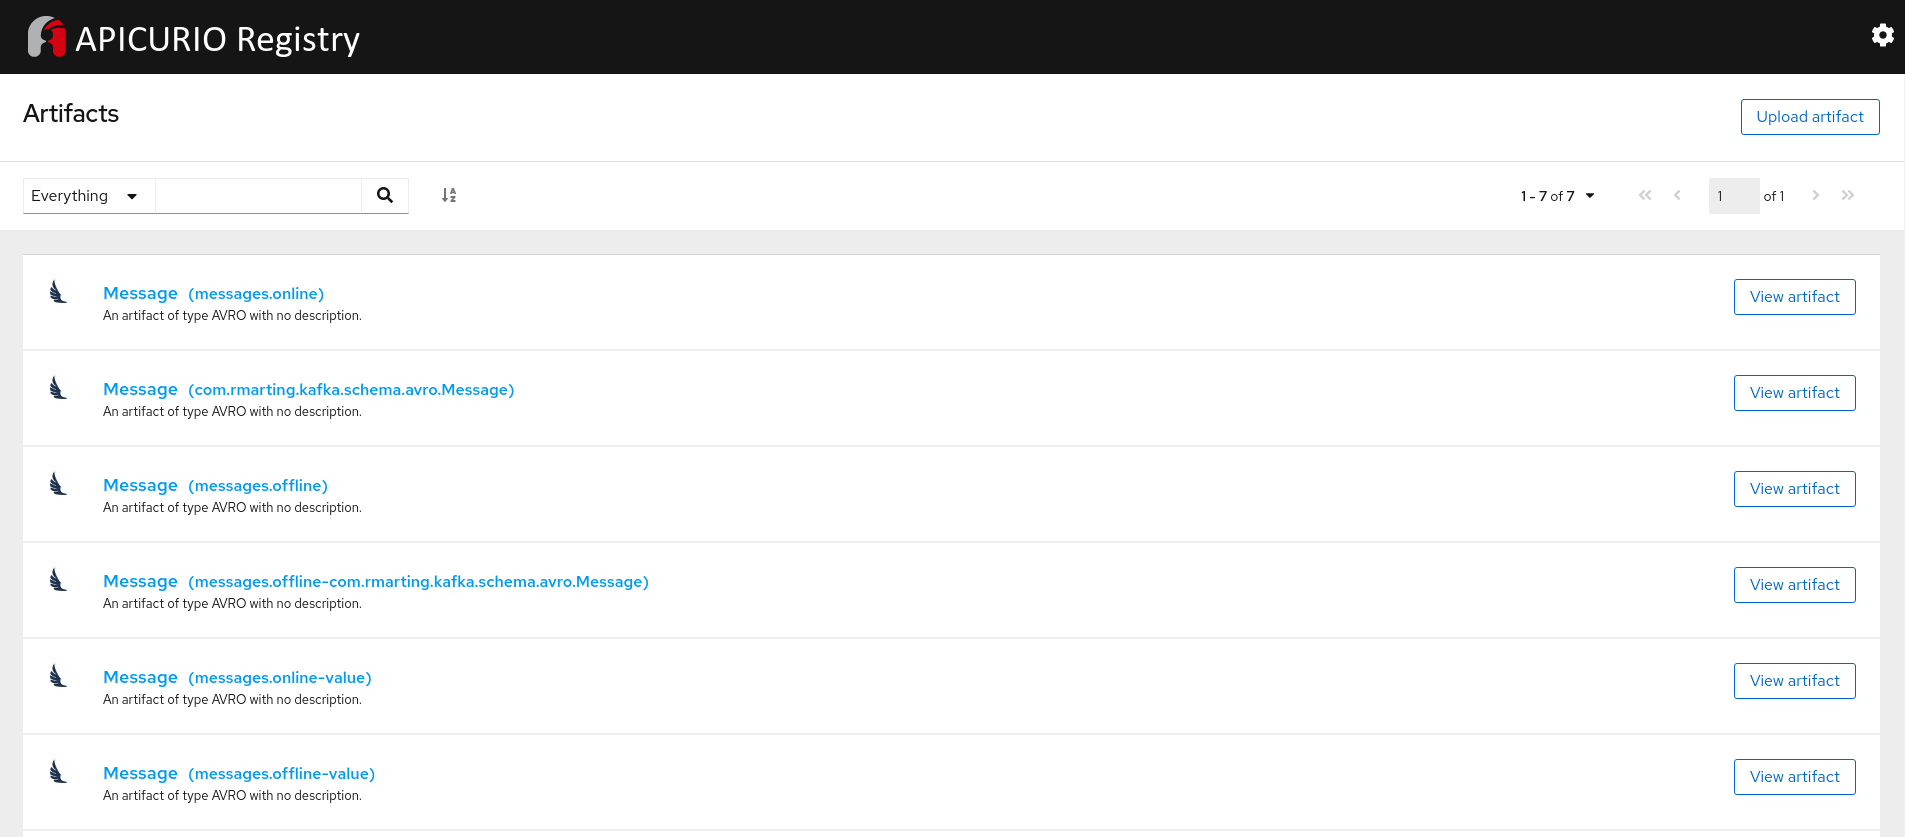 APICURIO Registry
Artifacts
Upload artifact
Everything
1 - 7 of 7
1 of 1
Message (messages.online)
View artifact
An artifact of type AVRO with no description.
Message (com.rmarting.kafka.schema.avro.Message)
View artifact
An artifact of type AVRO with no description.
Message (messages.offline)
View artifact
An artifact of type AVRO with no description.
Message (messages.offline-com.rmarting.kafka.schema.avro.Message)
View artifact
An artifact of type AVRO with no description.
Message (messages.online-value)
View artifact
An artifact of type AVRO with no description.
Message (messages.offline-value)
View artifact
An artifact of type AVRO with no description.